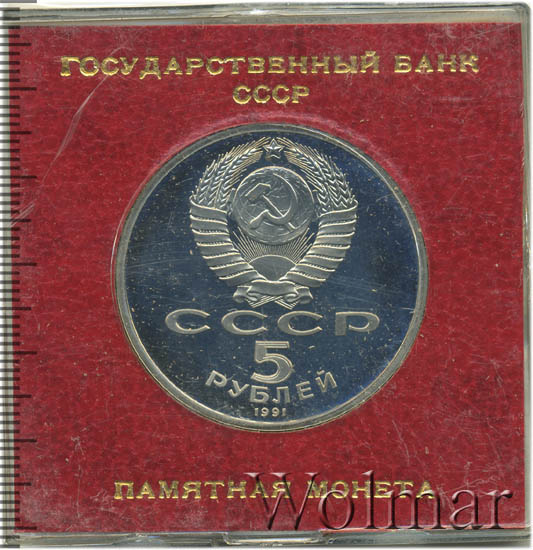 ГОСУДАРСТВЕННЫЙ БАНК
СССР
СССР
5
РУБЛЕЙ
1991
ПАМЯТНАЯ МОНЕТА
Wolmar